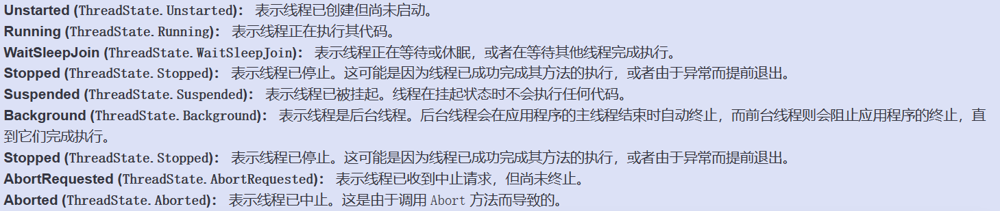 Unstarted (ThreadState.Unstarted)： 表示线程已创建但尚未启动。
Running (ThreadState.Running)： 表示线程正在执行其代码。
WaitSleepJoin (ThreadState.WaitSleepJoin)： 表示线程正在等待或休眠，或者在等待其他线程完成执行。
Stopped (ThreadState.Stopped)： 表示线程已停止。这可能是因为线程已成功完成其方法的执行，或者由于异常而提前退出。
Suspended (ThreadState.Suspended)： 表示线程已被挂起。线程在挂起状态时不会执行任何代码。
Background (ThreadState.Background)： 表示线程是后台线程。后台线程会在应用程序的主线程结束时自动终止，而前台线程则会阻止应用程序的终止，直
到它们完成执行。
Stopped (ThreadState.Stopped)： 表示线程已停止。这可能是因为线程已成功完成其方法的执行，或者由于异常而提前退出。
AbortRequested (ThreadState.AbortRequested)： 表示线程已收到中止请求，但尚未终止。
Aborted (ThreadState.Aborted)： 表示线程已中止。这是由于调用 Abort 方法而导致的。